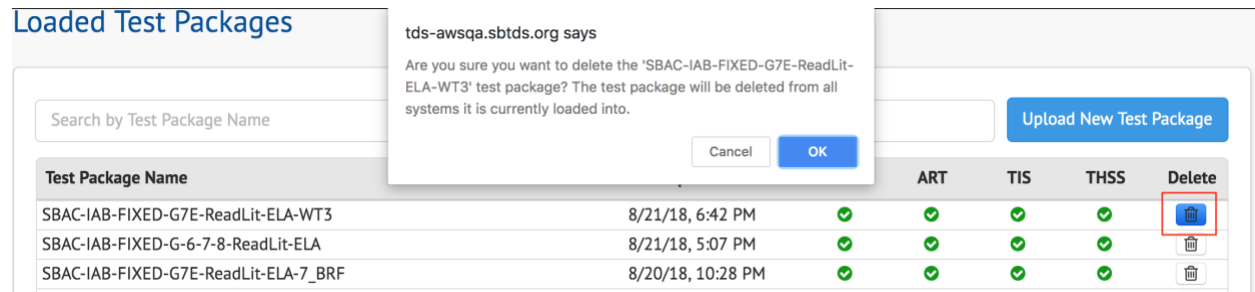 Loaded Test Packages
tds-awsqa.sbtds.org says
Are you sure you want to delete the 'SBAC-IAB-FIXED-G7E-ReadLit-
ELA-WT3' test package? The test package will be deleted from all
systems it is currently loaded into.
Cancel OK
Search by Test Package Name Upload New Test Package
Test Package Name ART TIS THSS Delete
SBAC-IAB-FIXED-G7E-ReadLit-ELA-WT3 8/21/18, 6:42 PM
SBAC-IAB-FIXED-G-6-7-8-ReadLit-ELA 8/21/18, 5:07 PM
SBAC-IAB-FIXED-G7E-ReadLit-ELA-7_BRF 8/20/18, 10:28 PM